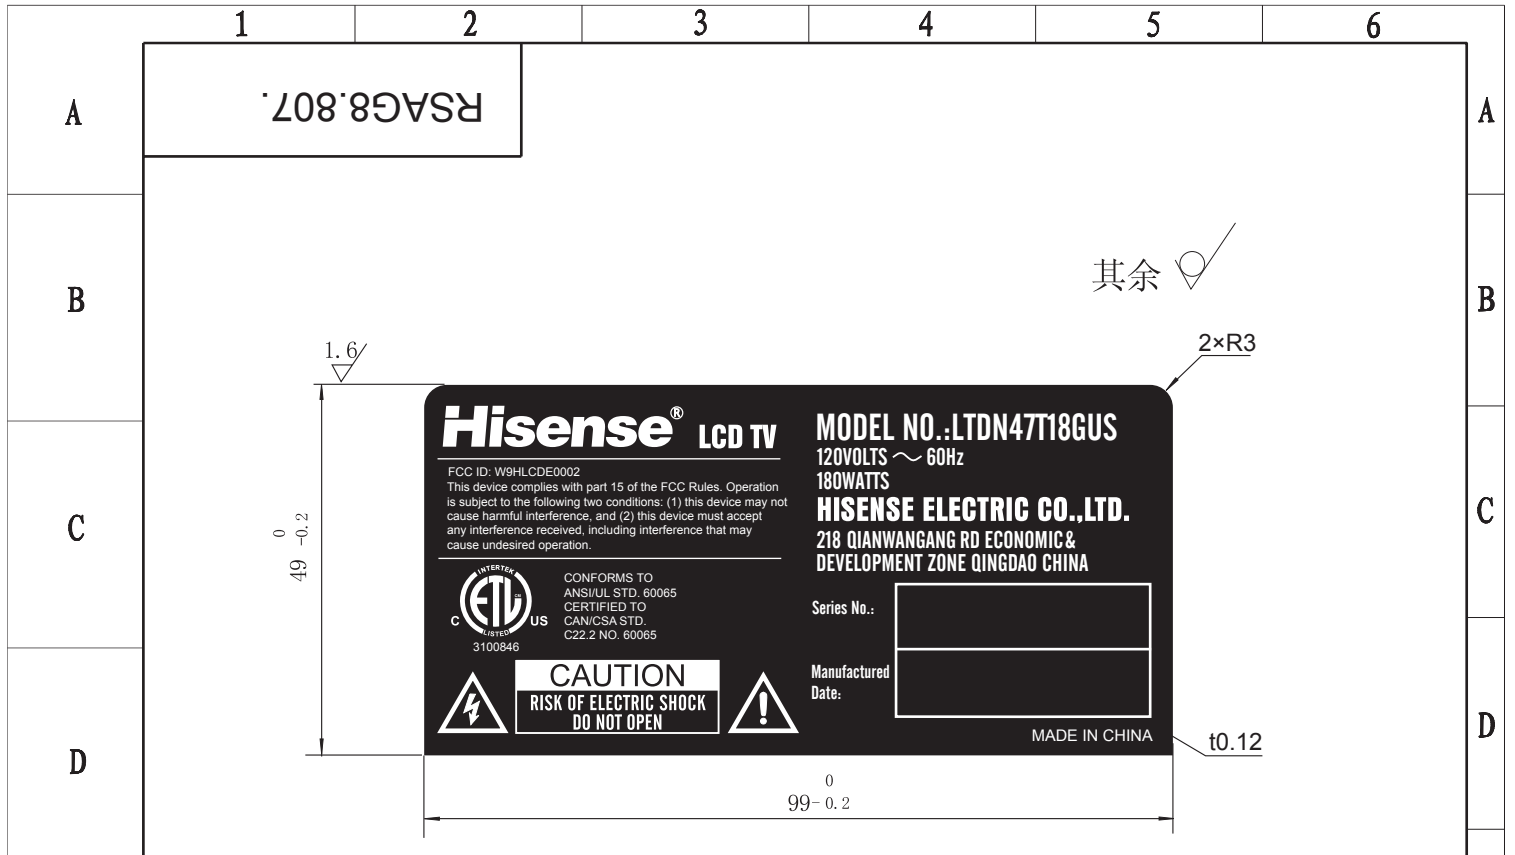 1 2 3 4 5 6
A
RSAG8.807.
A
B
其余
B
1.6
2×R3
Hisense® LCD TV
FCC ID: W9HLCDE0002
This device complies with part 15 of the FCC Rules. Operation
is subject to the following two conditions: (1) this device may not
cause harmful interference, and (2) this device must accept
any interference received, including interference that may
cause undesired operation.
INTERTEK
ETL
CM
LISTED
C US
3100846
CONFORMS TO
ANSI/UL STD. 60065
CERTIFIED TO
CAN/CSA STD.
C22.2 NO. 60065
CAUTION
RISK OF ELECTRIC SHOCK
DO NOT OPEN
MODEL NO.:LTDN47T18GUS
120VOLTS ~ 60Hz
180WATTS
HISENSE ELECTRIC CO.,LTD.
218 QIANWANGANG RD ECONOMIC &
DEVELOPMENT ZONE QINGDAO CHINA
Series No.:
Manufactured
Date:
MADE IN CHINA
C
0
49 -0.2
C
D
t0.12
D
0
99-0.2